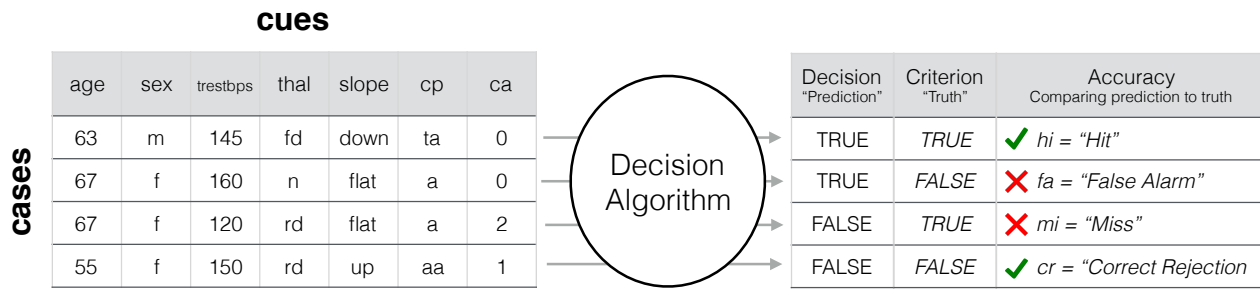 cues
cases
age sex trestbps thal slope cp ca
63 m 145 fd down ta 0
67 f 160 n flat a 0
67 f 120 rd flat a 2
55 f 150 rd up aa 1
Decision
Algorithm
Decision Criterion Accuracy
“Prediction” “Truth” Comparing prediction to truth
TRUE TRUE ✔ hi = “Hit”
TRUE FALSE ✘ fa = “False Alarm”
FALSE TRUE ✘ mi = “Miss”
FALSE FALSE ✔ cr = “Correct Rejection